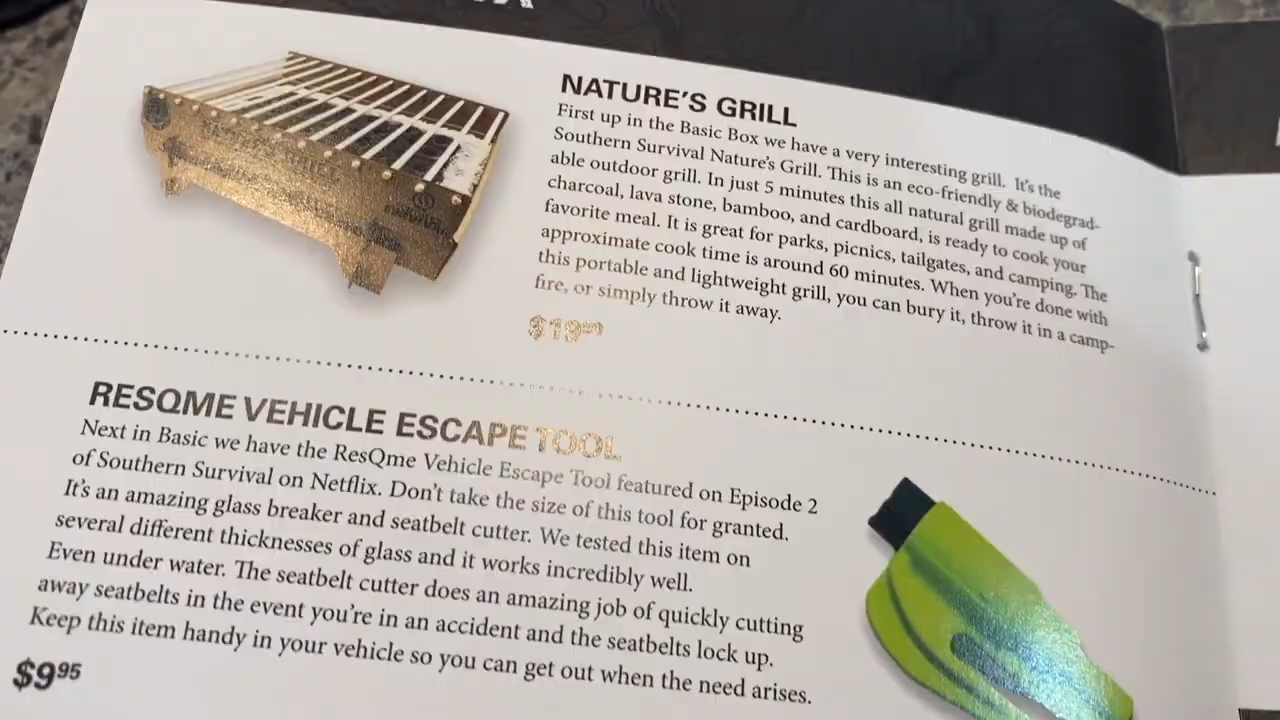 NATURE'S GRILL
First up in the Basic Box we have a very interesting grill. It's the
Southern Survival Nature's Grill. This is an eco-friendly & biodegrad-
able outdoor grill. In just 5 minutes this all natural grill made up of
charcoal, lava stone, bamboo, and cardboard, is ready to cook your
favorite meal. It is great for parks, picnics, tailgates, and camping. The
approximate cook time is around 60 minutes. When you're done with
this portable and lightweight grill, you can bury it, throw it in a camp-
fire, or simply throw it away.
RESQME VEHICLE ESCAPE TOOL
Next in Basic we have the ResQme Vehicle Escape Tool featured on Episode 2
of Southern Survival on Netflix. Don't take the size of this tool for granted.
It's an amazing glass breaker and seatbelt cutter. We tested this item on
several different thicknesses of glass and it works incredibly well.
Even under water. The seatbelt cutter does an amazing job of quickly cutting
away seatbelts in the event you're in an accident and the seatbelts lock up.
Keep this item handy in your vehicle so you can get out when the need arises.
$9.95